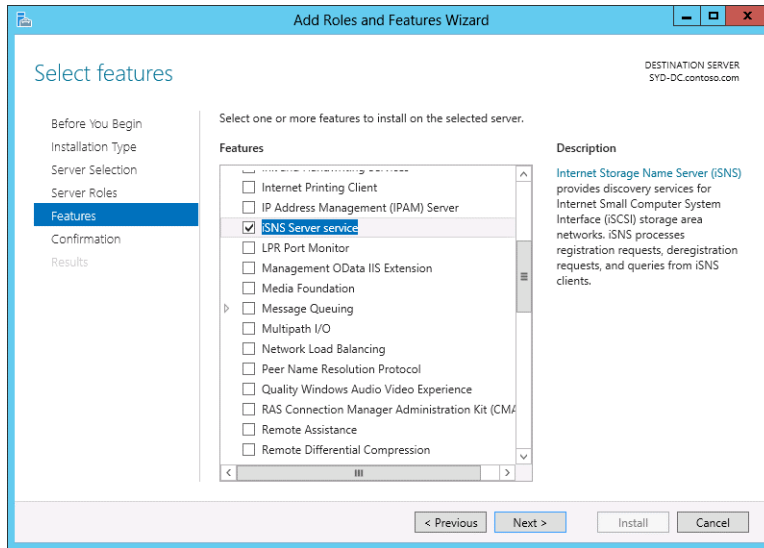 Add Roles and Features Wizard
Select features
DESTINATION SERVER
SYD-DC.contoso.com
Before You Begin
Installation Type
Server Selection
Server Roles
Features
Confirmation
Results
Select one or more features to install on the selected server.
Features
Internet Printing Client
IP Address Management (IPAM) Server
iSNS Server service
LPR Port Monitor
Management OData IIS Extension
Media Foundation
Message Queuing
Multipath I/O
Network Load Balancing
Peer Name Resolution Protocol
Quality Windows Audio Video Experience
RAS Connection Manager Administration Kit (CMA
Remote Assistance
Remote Differential Compression
Description
Internet Storage Name Server (iSNS)
provides discovery services for
Internet Small Computer System
Interface (iSCSI) storage area
networks. iSNS processes
registration requests, deregistration
requests, and queries from iSNS
clients.
< Previous
Next >
Install
Cancel